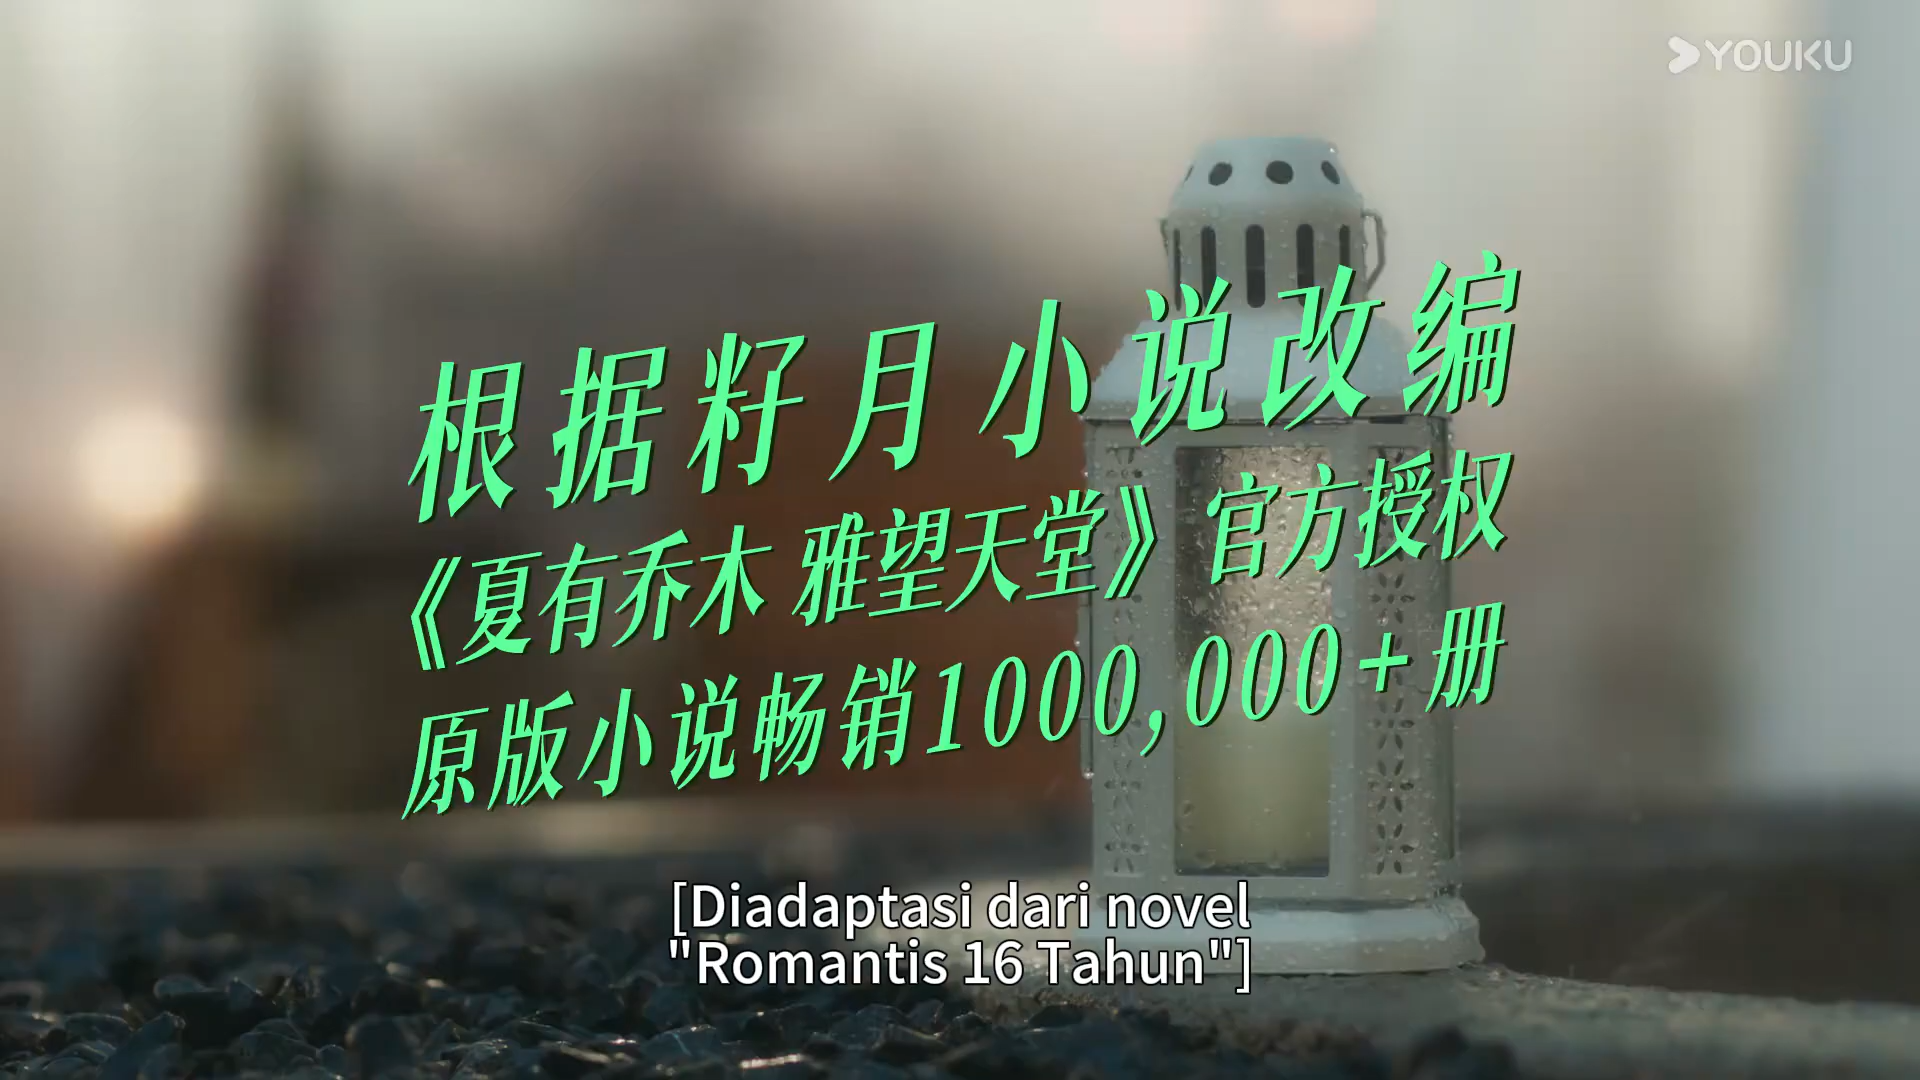 YOUKU
根据籽月小说改编
《夏有乔木 雅望天堂》官方授权
原版小说畅销1000,000+册
[Diadaptasi dari novel
"Romantis 16 Tahun"]